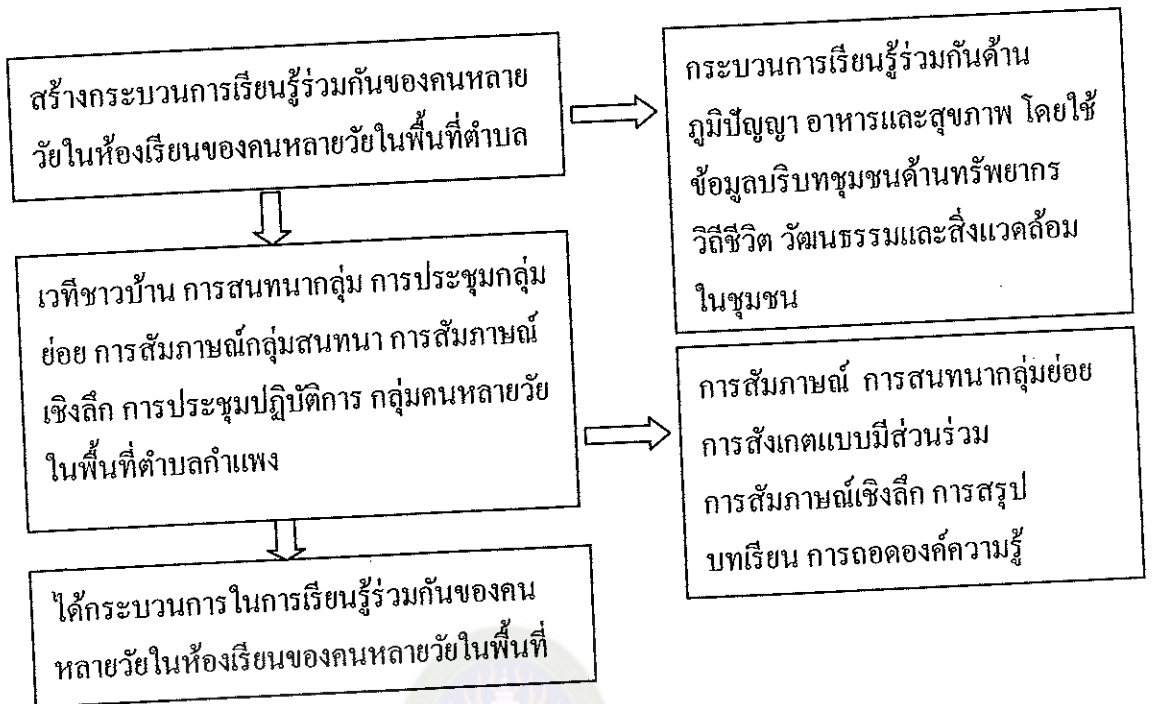 สร้างกระบวนการเรียนรู้ร่วมกันของคนหลาย
วัยในห้องเรียนของคนหลายวัยในพื้นที่ตำบล
กระบวนการเรียนรู้ร่วมกันด้าน
ภูมิปัญญา อาหารและสุขภาพ โดยใช้
ข้อมูลบริบทชุมชนด้านทรัพยากร
วิถีชีวิต วัฒนธรรมและสิ่งแวดล้อม
ในชุมชน
เวทีชาวบ้าน การสนทนากลุ่ม การประชุมกลุ่ม
ย่อย การสัมภาษณ์กลุ่มสนทนา การสัมภาษณ์
เชิงลึก การประชุมปฏิบัติการ กลุ่มคนหลายวัย
ในพื้นที่ตำบลกำแพง
การสัมภาษณ์ การสนทนากลุ่มย่อย
การสังเกตแบบมีส่วนร่วม
การสัมภาษณ์เชิงลึก การสรุป
บทเรียน การถอดองค์ความรู้
ได้กระบวนการในการเรียนรู้ร่วมกันของคน
หลายวัยในห้องเรียนของคนหลายวัยในพื้นที่